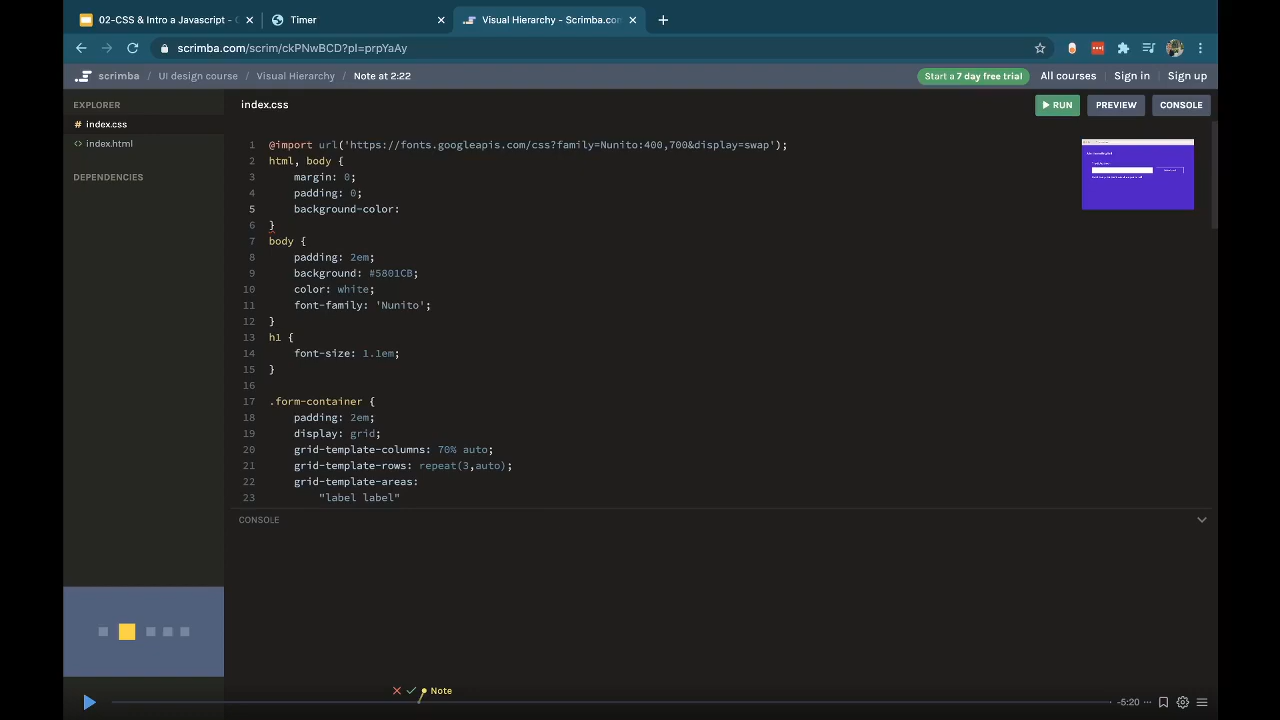 02-CSS & Intro a Javascript - G
Timer
Visual Hierarchy - Scrimba.com
scrimba.com/scrim/ckPNwBCD?pl=prpYaAy
scrimba / UI design course / Visual Hierarchy / Note at 2:22
Start a 7 day free trial
All courses
Sign in
Sign up
EXPLORER
# index.css
<> index.html
DEPENDENCIES
index.css
RUN
PREVIEW
CONSOLE
1 @import url('https://fonts.googleapis.com/css?family=Nunito:400,700&display=swap');
2 html, body {
3 margin: 0;
4 padding: 0;
5 background-color:
6 }
7 body {
8 padding: 2em;
9 background: #5801CB;
10 color: white;
11 font-family: 'Nunito';
12 }
13 h1 {
14 font-size: 1.1em;
15 }
16
17 .form-container {
18 padding: 2em;
19 display: grid;
20 grid-template-columns: 70% auto;
21 grid-template-rows: repeat(3,auto);
22 grid-template-areas:
23 "label label"
CONSOLE
Note
-5:20